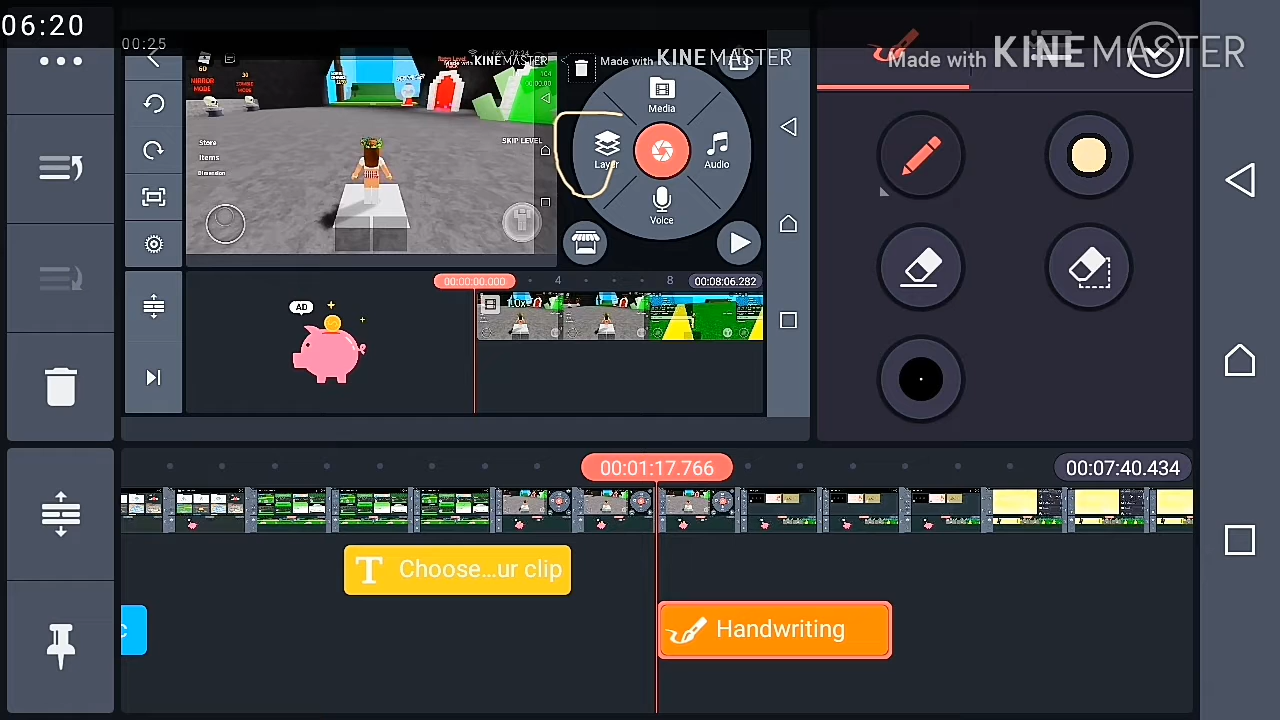 06:20
00:25
Made with KINEMASTER
Made with KINEMASTER
KINEMASTER
MIRROR MODE
ZOMBIE MODE
Store
Items
Dimension
SKIP LEVEL
Media
Layer
Audio
Voice
00:00:00.000
4
8
00:08:06.282
AD
00:01:17.766
00:07:40.434
T Choose...ur clip
Handwriting